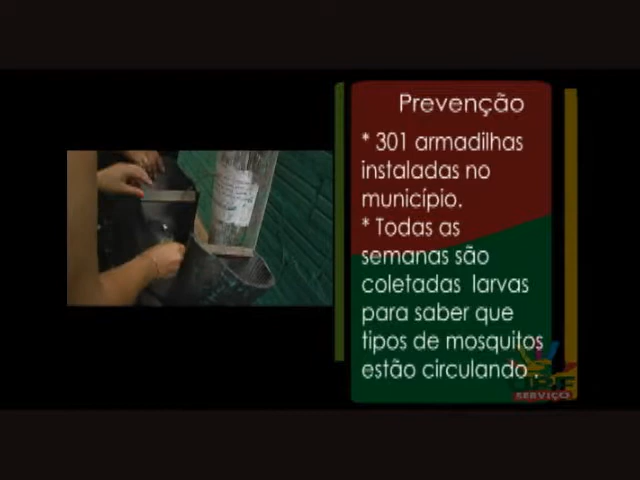 Prevenção
* 301 armadilhas
instaladas no
município.
* Todas as
semanas são
coletadas larvas
para saber que
tipos de mosquitos
estão circulando .
SERVIÇO